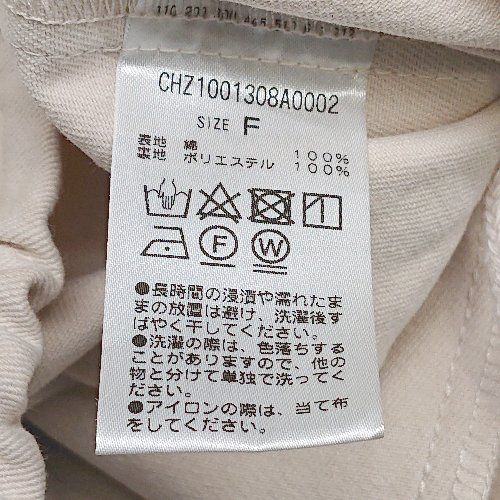 CHZ1001308A0002
SIZE F
表地 綿 100%
裏地 ポリエステル 100%
F
W
●長時間の浸漬や濡れたま
まの放置は避け、洗濯後す
ばやく干してください。
●洗濯の際は、色落ちする
ことがありますので、他の
物と分けて単独で洗ってく
ださい。
●アイロンの際は、当て布
をしてください。